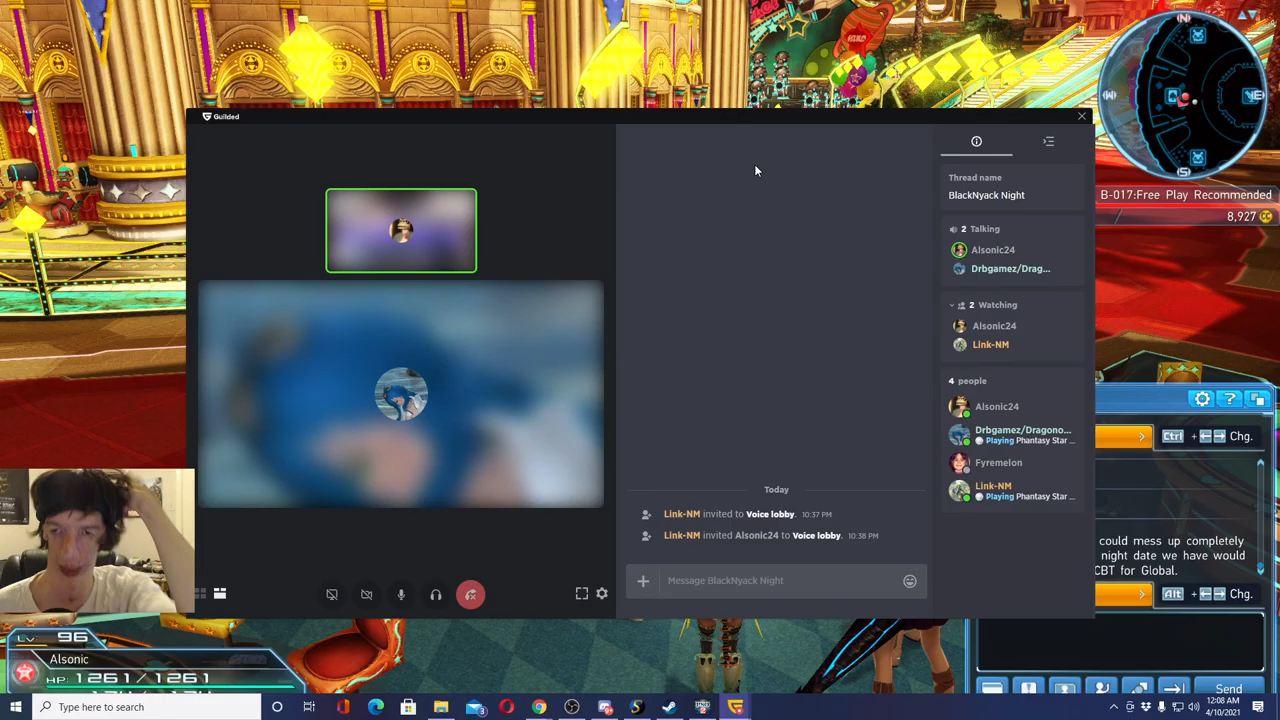 Guilded
Thread name
BlackNyack Night
2 Talking
Alsonic24
Drbgamez/Drag...
2 Watching
Alsonic24
Link-NM
4 people
Alsonic24
Drbgamez/Dragono...
Playing Phantasy Star ...
Fyremelon
Link-NM
Playing Phantasy Star ...
Today
Link-NM invited to Voice lobby. 10:37 PM
Link-NM invited Alsonic24 to Voice lobby. 10:38 PM
Message BlackNyack Night
N
W
E
S
B-017:Free Play Recommended
8,927
Ctrl + Chg.
could mess up completely
night date we have would
CBT for Global.
Alt + Chg.
Send
Lv. 96
Alsonic
HP: 1261/1261
Type here to search
12:08 AM
4/10/2021